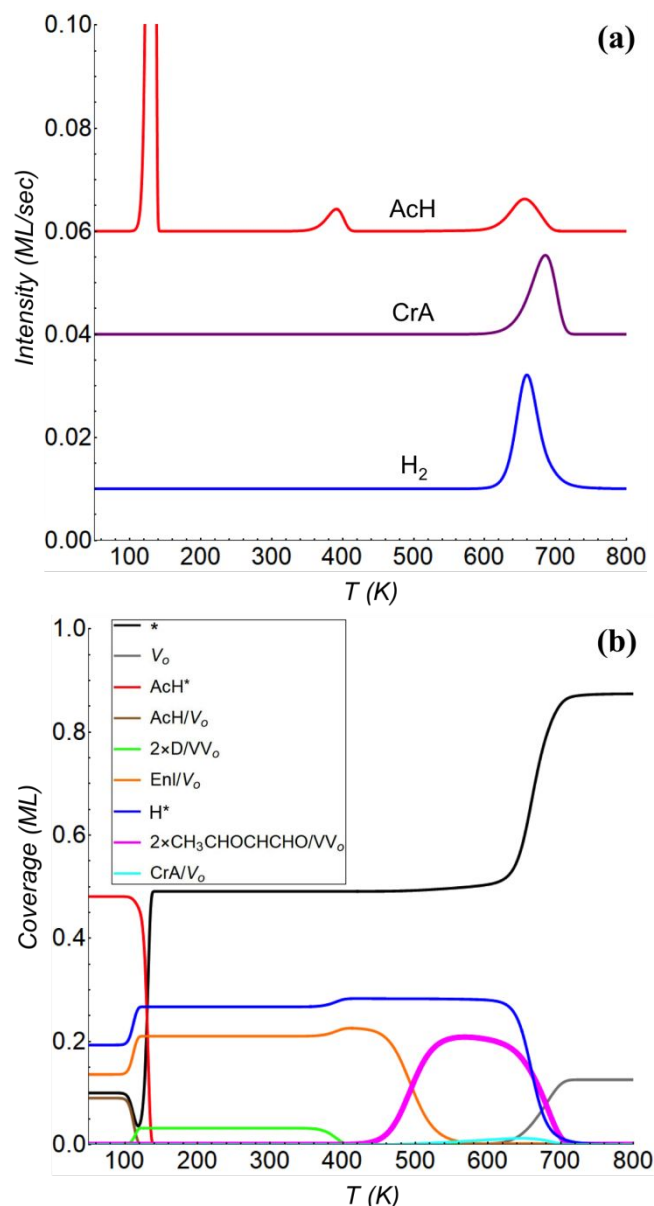 (a)
0.10
0.08
0.06
0.04
0.02
0.00
Intensity (ML/sec)
AcH
CrA
H₂
100 200 300 400 500 600 700 800
T (K)
(b)
1.0
0.8
0.6
0.4
0.2
0.0
Coverage (ML)
*
Vₒ
AcH*
AcH/Vₒ
2×D/VVₒ
Enl/Vₒ
H*
2×CH₃CHOCHCHO/VVₒ
CrA/Vₒ
100 200 300 400 500 600 700 800
T (K)